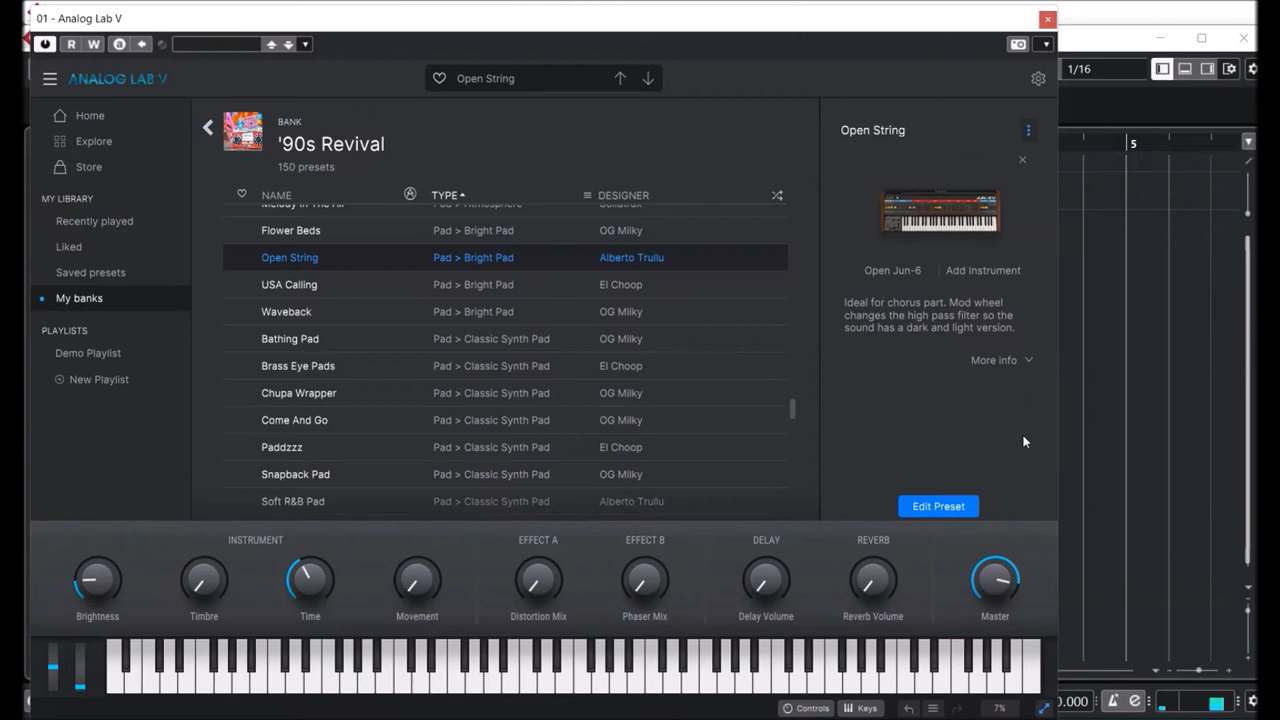 01 - Analog Lab V
R W a
1/16
ANALOG LAB V
Open String
Home
Explore
Store
MY LIBRARY
Recently played
Liked
Saved presets
My banks
PLAYLISTS
Demo Playlist
New Playlist
BANK
'90s Revival
150 presets
NAME TYPE DESIGNER
Melody In The Air Pad > Atmosphere
Flower Beds Pad > Bright Pad OG Milky
Open String Pad > Bright Pad Alberto Truilu
USA Calling Pad > Bright Pad El Choop
Waveback Pad > Bright Pad OG Milky
Bathing Pad Pad > Classic Synth Pad OG Milky
Brass Eye Pads Pad > Classic Synth Pad El Choop
Chupa Wrapper Pad > Classic Synth Pad OG Milky
Come And Go Pad > Classic Synth Pad OG Milky
Paddzzz Pad > Classic Synth Pad El Choop
Snapback Pad Pad > Classic Synth Pad OG Milky
Soft R&B Pad Pad > Classic Synth Pad Alberto Truilu
Open String
Open Jun-6 Add Instrument
Ideal for chorus part. Mod wheel
changes the high pass filter so the
sound has a dark and light version.
More info
Edit Preset
5
INSTRUMENT EFFECT A EFFECT B DELAY REVERB
Brightness Timbre Time Movement Distortion Mix Phaser Mix Delay Volume Reverb Volume Master
Controls Keys 7%
0.000